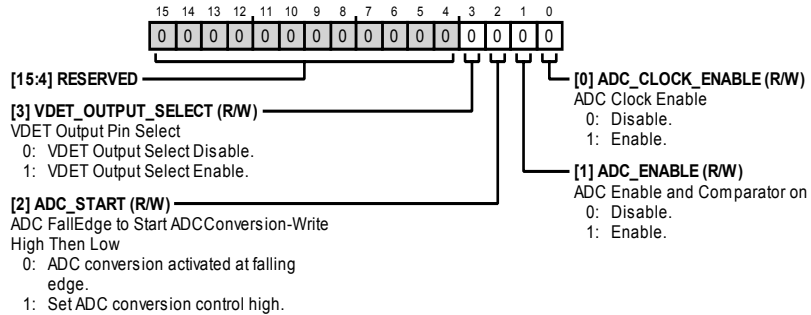 15 14 13 12 11 10 9 8 7 6 5 4 3 2 1 0
0 0 0 0 0 0 0 0 0 0 0 0 0 0 0 0
[15:4] RESERVED
[3] VDET_OUTPUT_SELECT (R/W)
VDET Output Pin Select
0: VDET Output Select Disable.
1: VDET Output Select Enable.
[2] ADC_START (R/W)
ADC FallEdge to Start ADCConversion-Write
High Then Low
0: ADC conversion activated at falling
edge.
1: Set ADC conversion control high.
[0] ADC_CLOCK_ENABLE (R/W)
ADC Clock Enable
0: Disable.
1: Enable.
[1] ADC_ENABLE (R/W)
ADC Enable and Comparator on
0: Disable.
1: Enable.